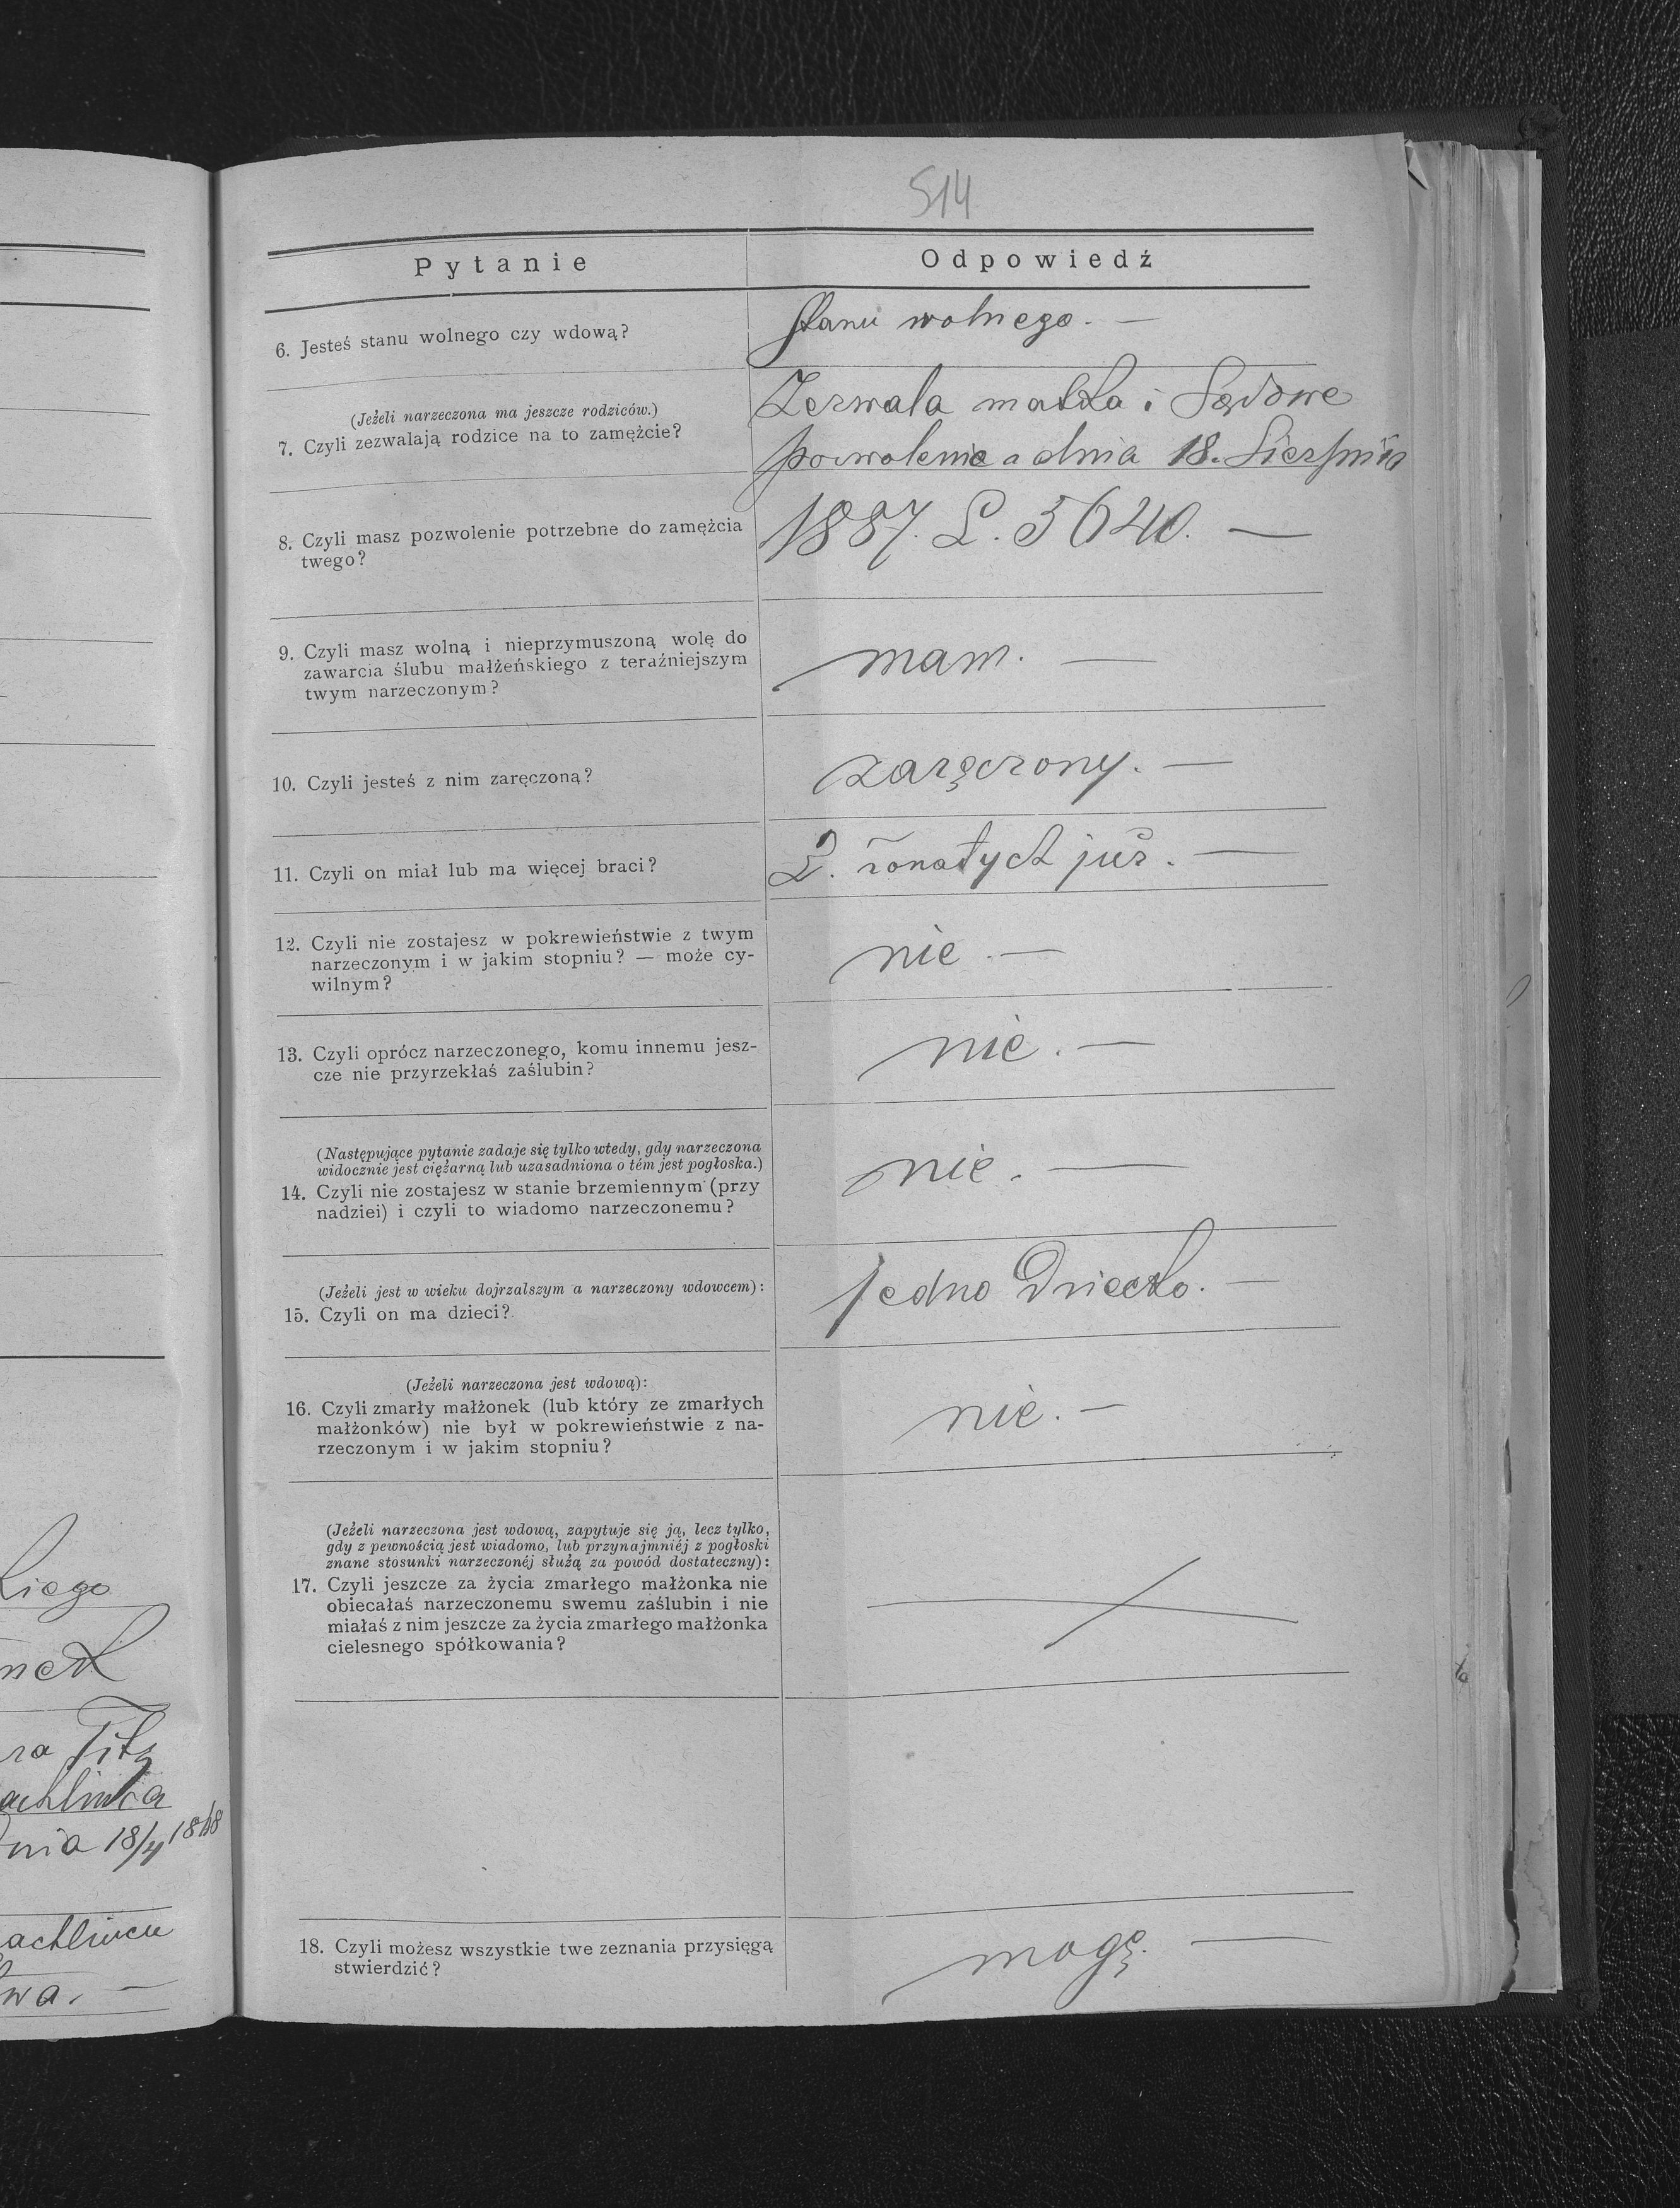 514
Pytanie
Odpowiedź
6. Jesteś stanu wolnego czy wdową?
Stanu wolnego. —
(Jeżeli narzeczona ma jeszcze rodziców.)
7. Czyli zezwalają rodzice na to zamężcie?
Zezwala matka i Sądowe
pozwolenie a dnia 18. Sierpnia
8. Czyli masz pozwolenie potrzebne do zamężcia
twego?
1887. L. 5640. —
9. Czyli masz wolną i nieprzymuszoną wolę do
zawarcia ślubu małżeńskiego z teraźniejszym
twym narzeczonym?
mam. —
10. Czyli jesteś z nim zaręczoną?
zaręczony. —
11. Czyli on miał lub ma więcej braci?
2. żonatych już. —
12. Czyli nie zostajesz w pokrewieństwie z twym
narzeczonym i w jakim stopniu? — może cy-
wilnym?
nie. —
13. Czyli oprócz narzeczonego, komu innemu jesz-
cze nie przyrzekłaś zaślubin?
nie. —
(Następujące pytanie zadaje się tylko wtedy, gdy narzeczona
widocznie jest ciężarną lub uzasadniona o tém jest pogłoska.)
14. Czyli nie zostajesz w stanie brzemiennym (przy
nadziei) i czyli to wiadomo narzeczonemu?
nie. —
(Jeżeli jest w wieku dojrzalszym a narzeczony wdowcem):
15. Czyli on ma dzieci?
jedno Dziecko. —
(Jeżeli narzeczona jest wdową):
16. Czyli zmarły małżonek (lub który ze zmarłych
małżonków) nie był w pokrewieństwie z na-
rzeczonym i w jakim stopniu?
nie. —
(Jeżeli narzeczona jest wdową, zapytuje się ją, lecz tylko,
gdy z pewnością jest wiadomo, lub przynajmniéj z pogłoski
znane stosunki narzeczonéj służą za powód dostateczny):
17. Czyli jeszcze za życia zmarłego małżonka nie
obiecałaś narzeczonemu swemu zaślubin i nie
miałaś z nim jeszcze za życia zmarłego małżonka
cielesnego spółkowania?
18. Czyli możesz wszystkie twe zeznania przysięgą
stwierdzić?
mogę. —